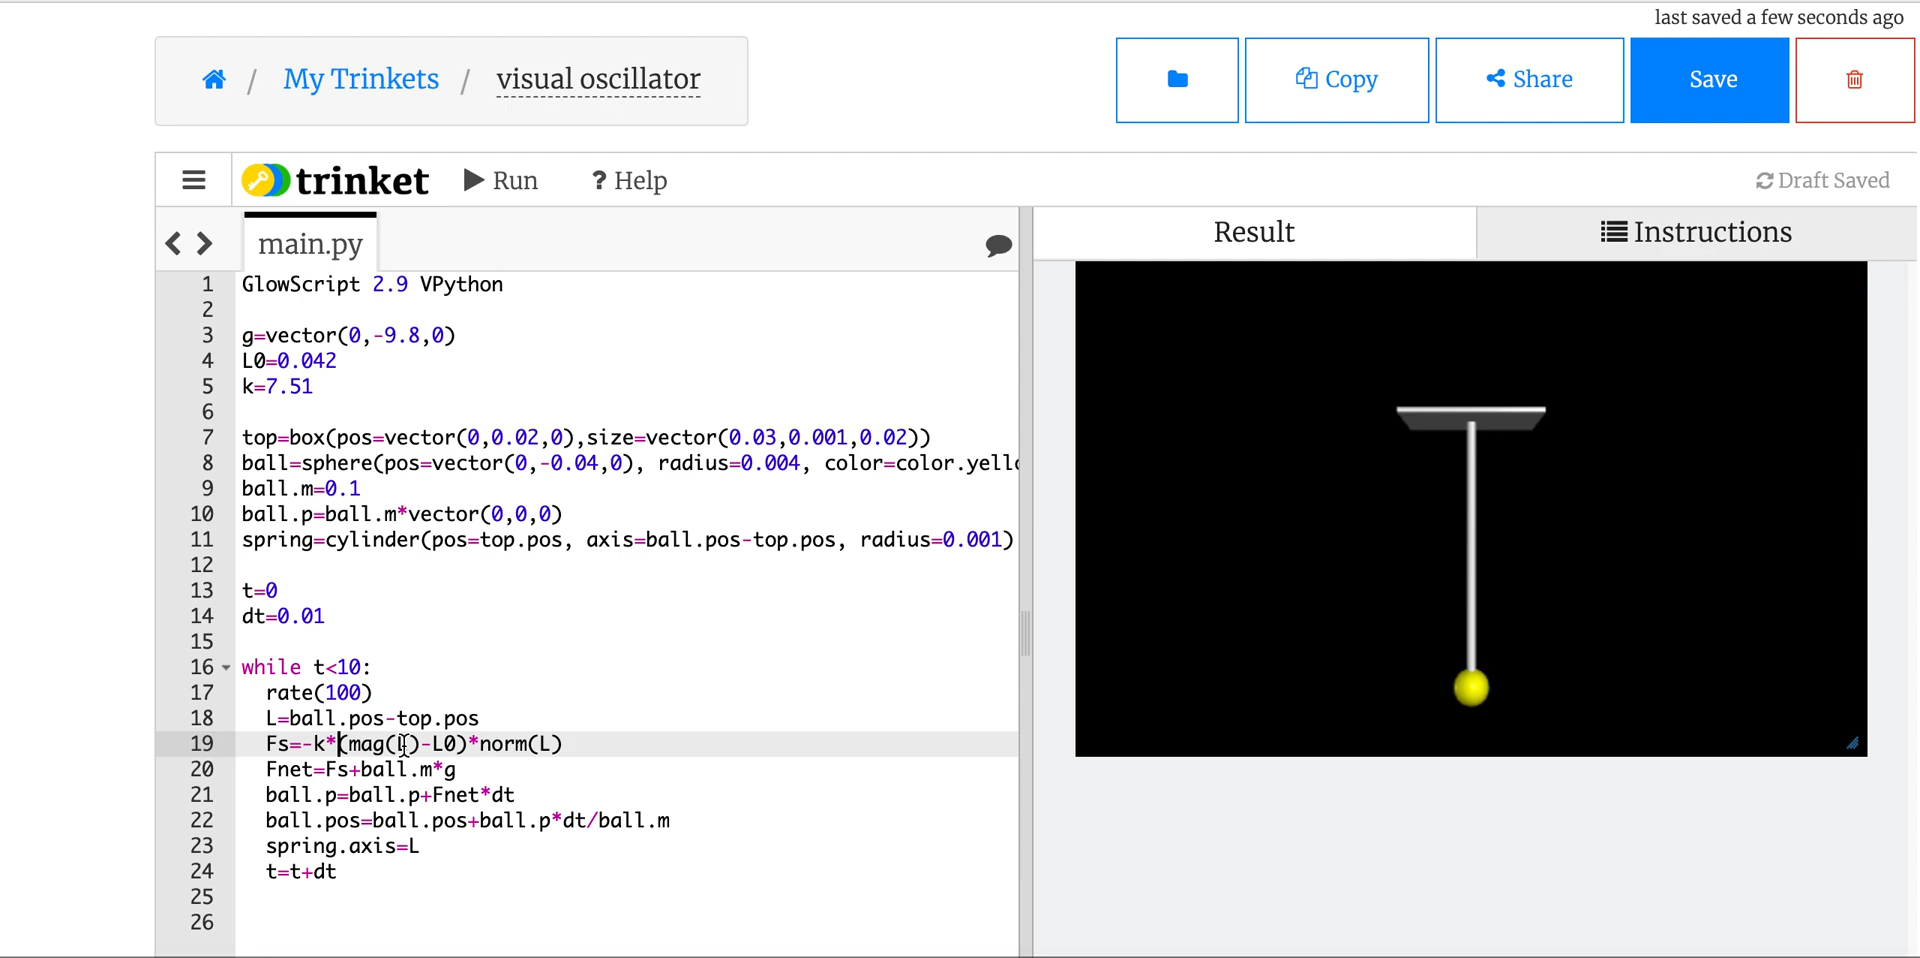 last saved a few seconds ago
/ My Trinkets / visual oscillator
Copy
Share
Save
trinket
Run
? Help
Draft Saved
main.py
Result
Instructions
1 GlowScript 2.9 VPython
2
3 g=vector(0,-9.8,0)
4 L0=0.042
5 k=7.51
6
7 top=box(pos=vector(0,0.02,0),size=vector(0.03,0.001,0.02))
8 ball=sphere(pos=vector(0,-0.04,0), radius=0.004, color=color.yell
9 ball.m=0.1
10 ball.p=ball.m*vector(0,0,0)
11 spring=cylinder(pos=top.pos, axis=ball.pos-top.pos, radius=0.001)
12
13 t=0
14 dt=0.01
15
16 while t<10:
17 rate(100)
18 L=ball.pos-top.pos
19 Fs=-k*(mag(L)-L0)*norm(L)
20 Fnet=Fs+ball.m*g
21 ball.p=ball.p+Fnet*dt
22 ball.pos=ball.pos+ball.p*dt/ball.m
23 spring.axis=L
24 t=t+dt
25
26